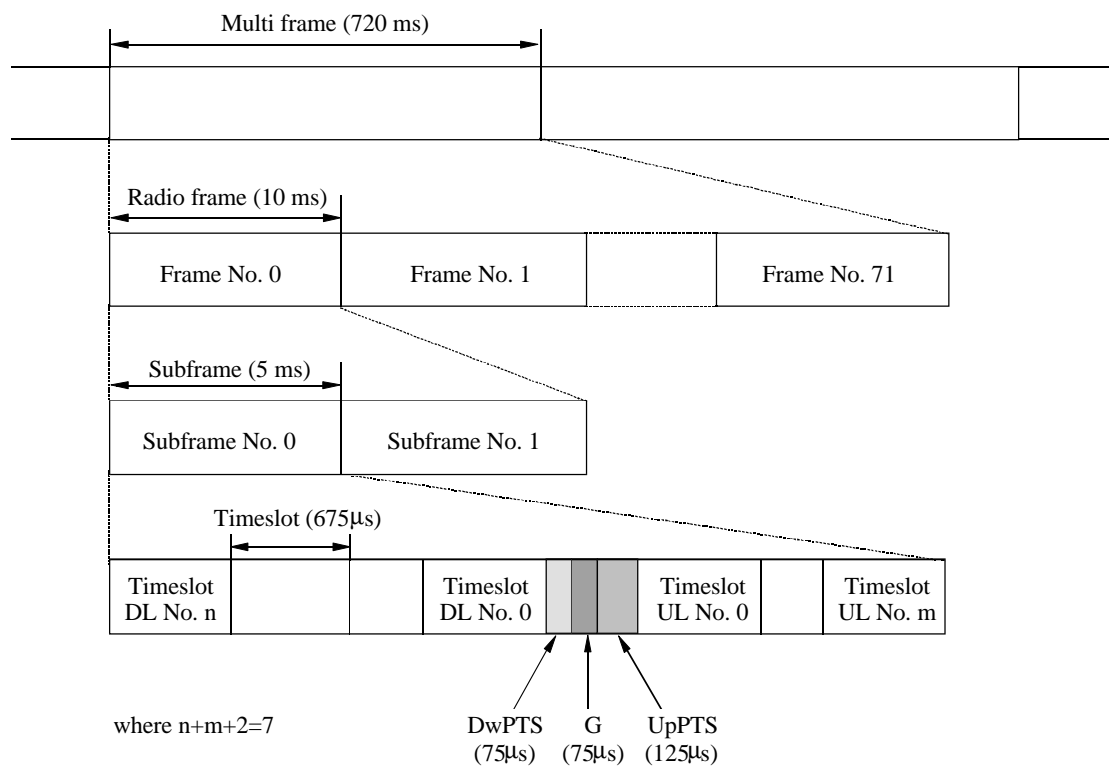 Multi frame (720 ms)
Radio frame (10 ms)
Frame No. 0
Frame No. 1
Frame No. 71
Subframe (5 ms)
Subframe No. 0
Subframe No. 1
Timeslot (675μs)
Timeslot
DL No. n
Timeslot
DL No. 0
Timeslot
UL No. 0
Timeslot
UL No. m
where n+m+2=7
DwPTS
(75μs)
G
(75μs)
UpPTS
(125μs)